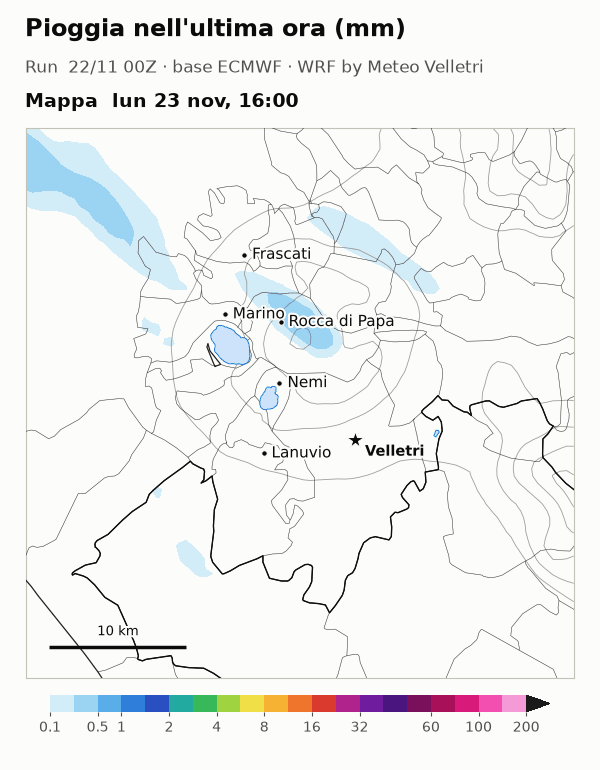 Pioggia nell'ultima ora (mm)
Run  22/11 00Z · base ECMWF · WRF by Meteo Velletri
Mappa  lun 23 nov, 16:00
Frascati
Marino
Rocca di Papa
Nemi
Velletri
Lanuvio
10 km
0.1 0.5 1 2 4 8 16 32 60 100 200